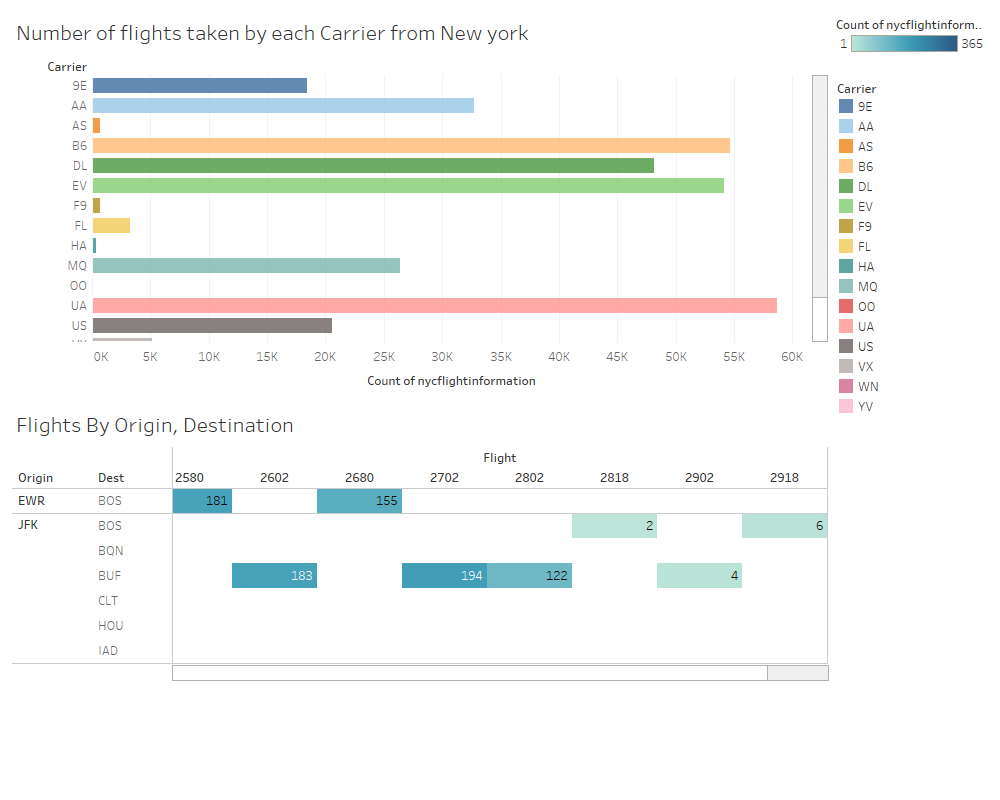 Number of flights taken by each Carrier from New york
Count of nycflightinform..
1 365
Carrier
9E
AA
AS
B6
DL
EV
F9
FL
HA
MQ
OO
UA
US
0K 5K 10K 15K 20K 25K 30K 35K 40K 45K 50K 55K 60K
Count of nycflightinformation
Carrier
9E
AA
AS
B6
DL
EV
F9
FL
HA
MQ
OO
UA
US
VX
WN
YV
Flights By Origin, Destination
Flight
Origin Dest 2580 2602 2680 2702 2802 2818 2902 2918
EWR BOS 181 155
JFK BOS 2 6
BQN
BUF 183 194 122 4
CLT
HOU
IAD